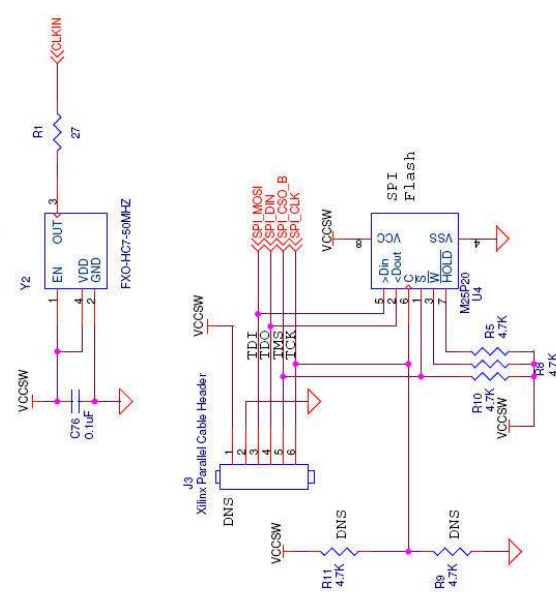 VCCSW
C76
0.1uF
Y2
1
4
2
EN
VDD
GND
OUT
3
FXO-HC7-50MHZ
R1
27
CLKIN
J3
Xilinx Parallel Cable Header
DNS
1
2
3
4
5
6
VCCSW
TDI
TDO
TMS
TCK
SPI_MOSI
SPI_DIN
SPI_CSO_B
SPI_CLK
VCCSW
8
VCC
SPI
Flash
>Din
<Dout
C
S
W
HOLD
5
2
6
1
3
7
VSS
4
M25P20
U4
R5
4.7K
R8
4.7K
R10
4.7K
VCCSW
VCCSW
R11
4.7K
DNS
R9
4.7K
DNS